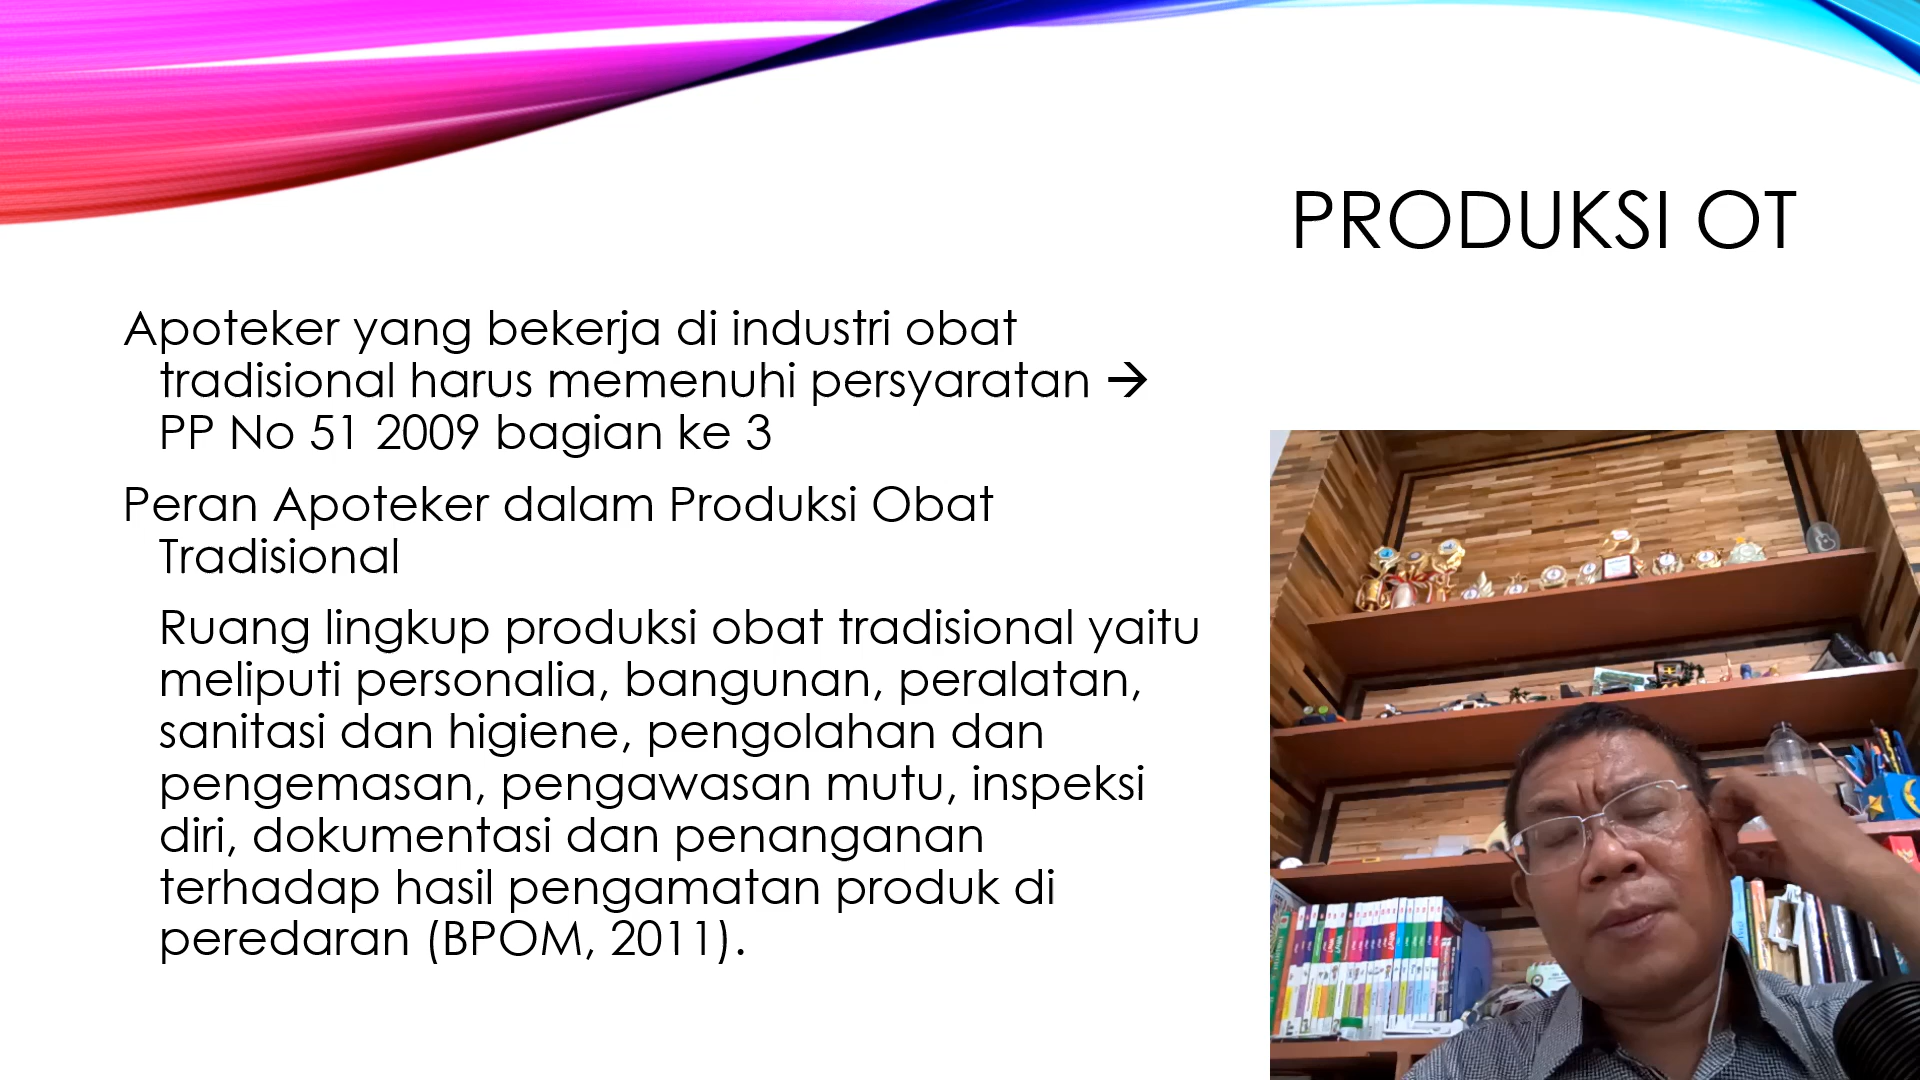 PRODUKSI OT
Apoteker yang bekerja di industri obat
tradisional harus memenuhi persyaratan →
PP No 51 2009 bagian ke 3
Peran Apoteker dalam Produksi Obat
Tradisional
Ruang lingkup produksi obat tradisional yaitu
meliputi personalia, bangunan, peralatan,
sanitasi dan higiene, pengolahan dan
pengemasan, pengawasan mutu, inspeksi
diri, dokumentasi dan penanganan
terhadap hasil pengamatan produk di
peredaran (BPOM, 2011).